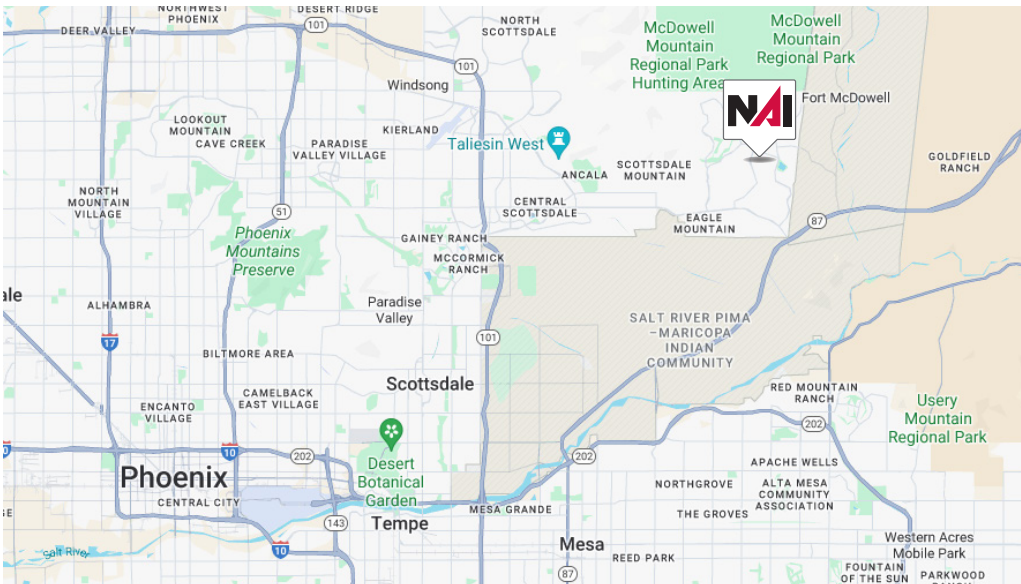 NORTHWEST
PHOENIX
DESERT RIDGE
DEER VALLEY
101
NORTH
SCOTTSDALE
McDowell
Mountain
Regional Park
Hunting Area
McDowell
Mountain
Regional Park
101
Windsong
NAI
Fort McDowell
LOOKOUT
MOUNTAIN
CAVE CREEK
KIERLAND
PARADISE
VALLEY VILLAGE
Taliesin West
ANCALA
SCOTTSDALE
MOUNTAIN
GOLDFIELD
RANCH
NORTH
MOUNTAIN
VILLAGE
51
CENTRAL
SCOTTSDALE
EAGLE
MOUNTAIN
87
Phoenix
Mountains
Preserve
GAINEY RANCH
MCCORMICK
RANCH
ale
ALHAMBRA
Paradise
Valley
SALT RIVER PIMA
-MARICOPA
INDIAN
COMMUNITY
17
101
BILTMORE AREA
Scottsdale
CAMELBACK
EAST VILLAGE
RED MOUNTAIN
RANCH
ENCANTO
VILLAGE
Usery
Mountain
Regional Park
202
10
202
Desert
Botanical
Garden
202
APACHE WELLS
Phoenix
CENTRAL CITY
NORTHGROVE
ALTA MESA
COMMUNITY
ASSOCIATION
MESA GRANDE
THE GROVES
143
Tempe
Salt River
10
Mesa
REED PARK
Western Acres
Mobile Park
87
FOUNTAIN
OF THE SUN
PARKWOOD